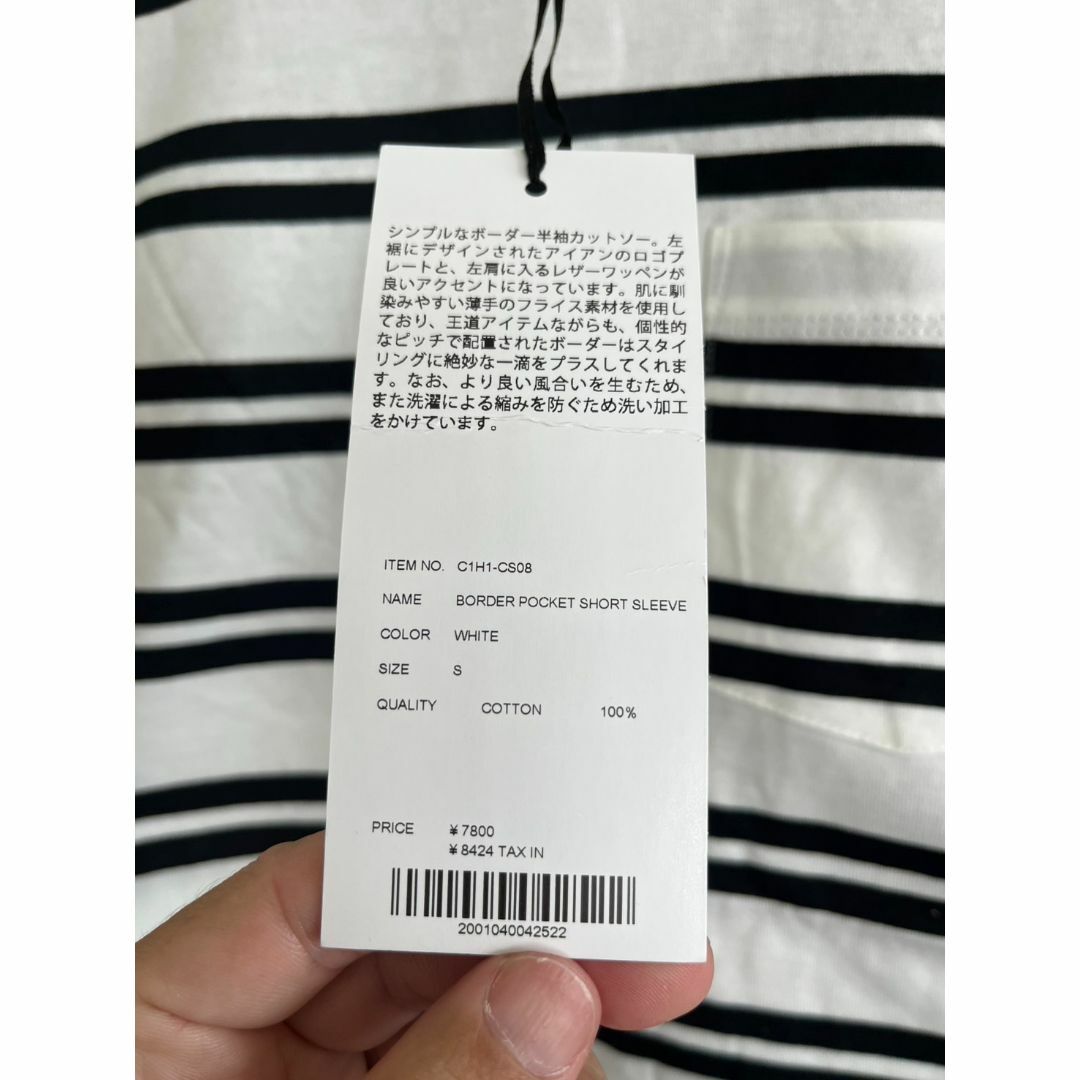 シンプルなボーダー半袖カットソー。左
裾にデザインされたアイアンのロゴプ
レートと、左肩に入るレザーワッペンが
良いアクセントになっています。肌に馴
染みやすい薄手のフライス素材を使用し
ており、王道アイテムながらも、個性的
なピッチで配置されたボーダーはスタイ
リングに絶妙な一滴をプラスしてくれま
す。なお、より良い風合いを生むため、
また洗濯による縮みを防ぐため洗い加工
をかけています。
ITEM NO. C1H1-CS08
NAME BORDER POCKET SHORT SLEEVE
COLOR WHITE
SIZE S
QUALITY COTTON 100%
PRICE ¥7800
¥8424 TAX IN
2001040042522